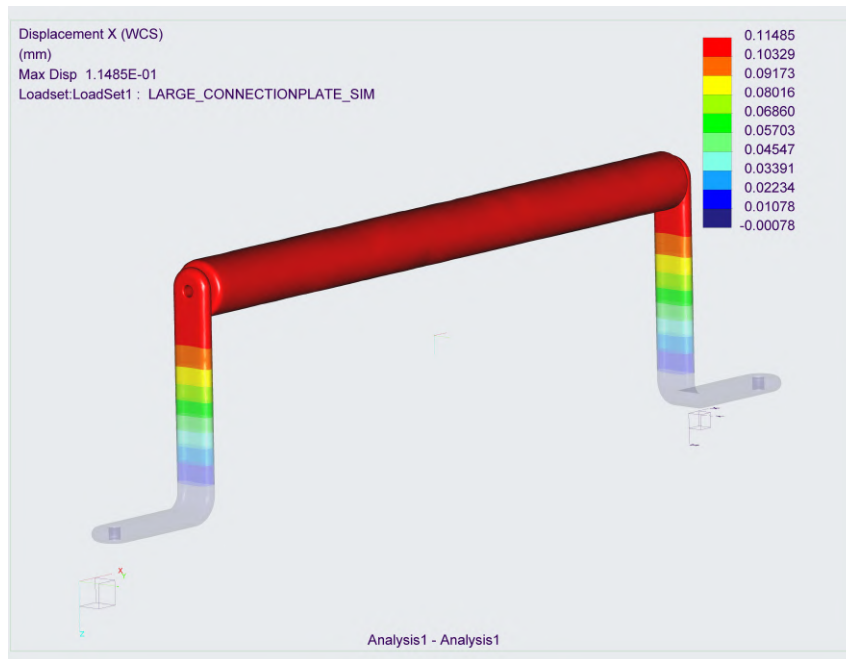 Displacement X (WCS)
(mm)
Max Disp 1.1485E-01
Loadset:LoadSet1 : LARGE_CONNECTIONPLATE_SIM
0.11485
0.10329
0.09173
0.08016
0.06860
0.05703
0.04547
0.03391
0.02234
0.01078
-0.00078
X
Y
Z
Analysis1 - Analysis1